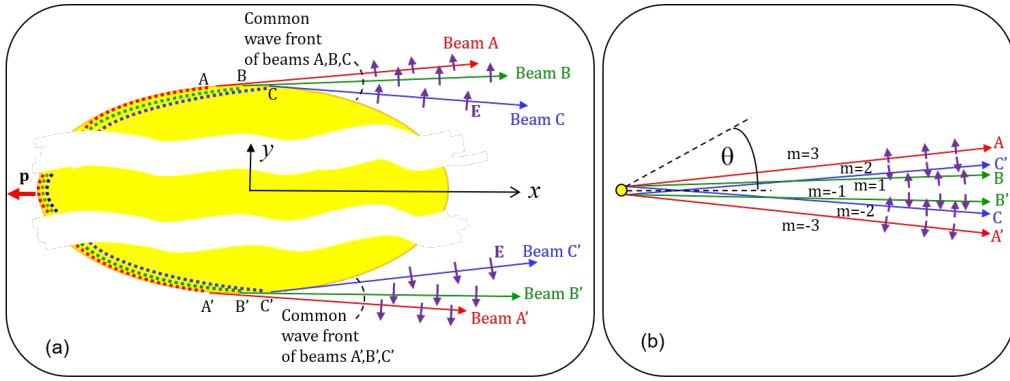 Common
wave front
of beams A,B,C
Beam A
Beam B
Beam C
A
B
C
E
p
y
x
E
Beam C'
Beam B'
Beam A'
A'
B'
C'
Common
wave front
of beams A',B',C'
(a)
θ
m=3
m=2
m=1
m=-1
m=-2
m=-3
A
C'
B
B'
C
A'
(b)